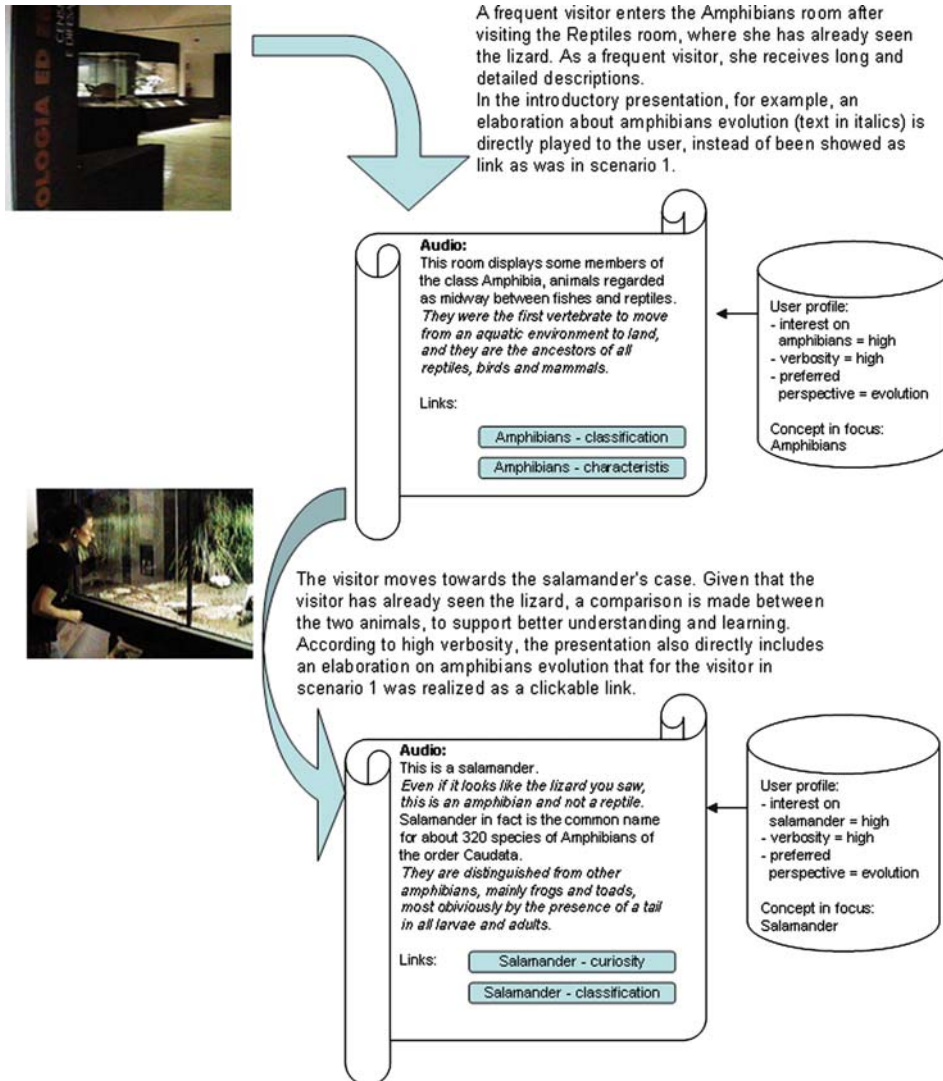 OLOGIA ED
CENSI
E DIFES
A frequent visitor enters the Amphibians room after
visiting the Reptiles room, where she has already seen
the lizard. As a frequent visitor, she receives long and
detailed descriptions.
In the introductory presentation, for example, an
elaboration about amphibians evolution (text in italics) is
directly played to the user, instead of been showed as
link as was in scenario 1.
Audio:
This room displays some members of
the class Amphibia, animals regarded
as midway between fishes and reptiles.
They were the first vertebrate to move
from an aquatic environment to land,
and they are the ancestors of all
reptiles, birds and mammals.
Links:
Amphibians - classification
Amphibians - characteristis
User profile:
- interest on
amphibians = high
- verbosity = high
- preferred
perspective = evolution
Concept in focus:
Amphibians
The visitor moves towards the salamander's case. Given that the
visitor has already seen the lizard, a comparison is made between
the two animals, to support better understanding and learning.
According to high verbosity, the presentation also directly includes
an elaboration on amphibians evolution that for the visitor in
scenario 1 was realized as a clickable link.
Audio:
This is a salamander.
Even if it looks like the lizard you saw,
this is an amphibian and not a reptile.
Salamander in fact is the common name
for about 320 species of Amphibians of
the order Caudata.
They are distinguished from other
amphibians, mainly frogs and toads,
most obiviously by the presence of a tail
in all larvae and adults.
Links:
Salamander - curiosity
Salamander - classification
User profile:
- interest on
salamander = high
- verbosity = high
- preferred
perspective = evolution
Concept in focus:
Salamander